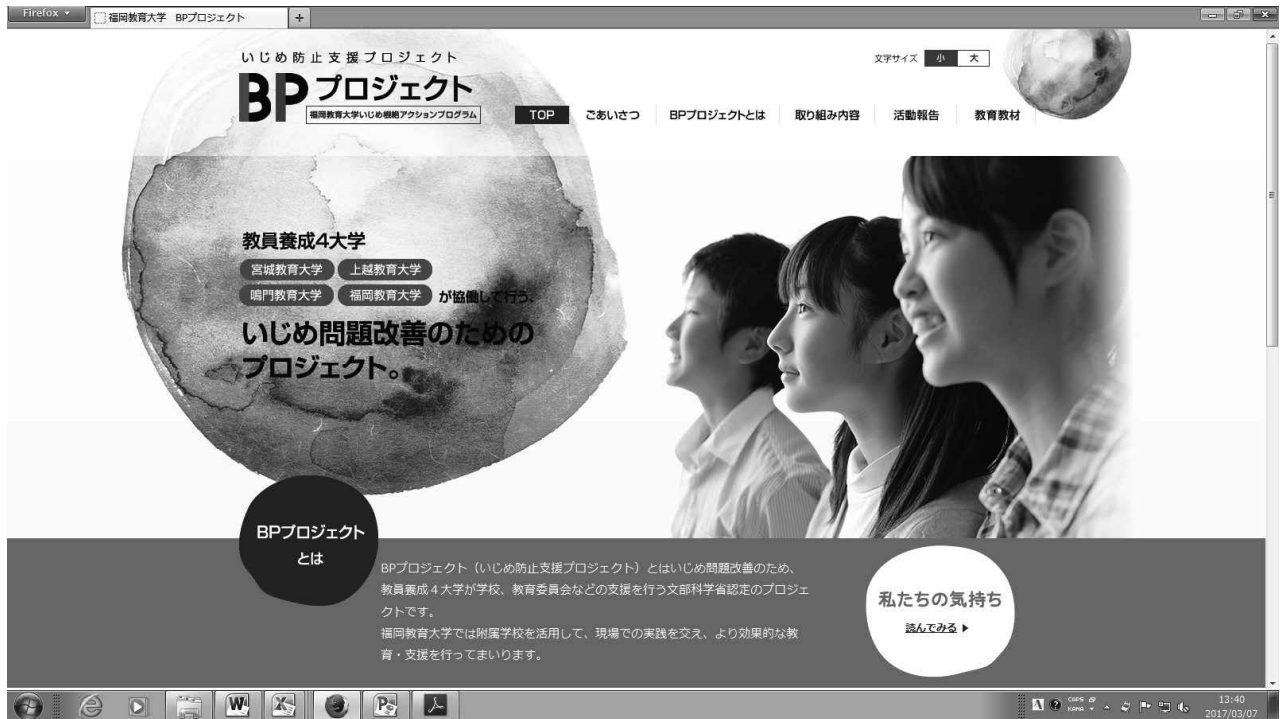 Firefox
福岡教育大学 BPプロジェクト
いじめ防止支援プロジェクト
BPプロジェクト
福岡教育大学いじめ根絶アクションプログラム
文字サイズ 小 大
TOP ごあいさつ BPプロジェクトとは 取り組み内容 活動報告 教育教材
教員養成4大学
宮城教育大学 上越教育大学
鳴門教育大学 福岡教育大学 が協働して行う、
いじめ問題改善のための
プロジェクト。
BPプロジェクト
とは
BPプロジェクト（いじめ防止支援プロジェクト）とはいじめ問題改善のため、
教員養成４大学が学校、教育委員会などの支援を行う文部科学省認定のプロジェ
クトです。
福岡教育大学では附属学校を活用して、現場での実践を交え、より効果的な教
育・支援を行ってまいります。
私たちの気持ち
読んでみる
CAPS
KANA
13:40
2017/03/07